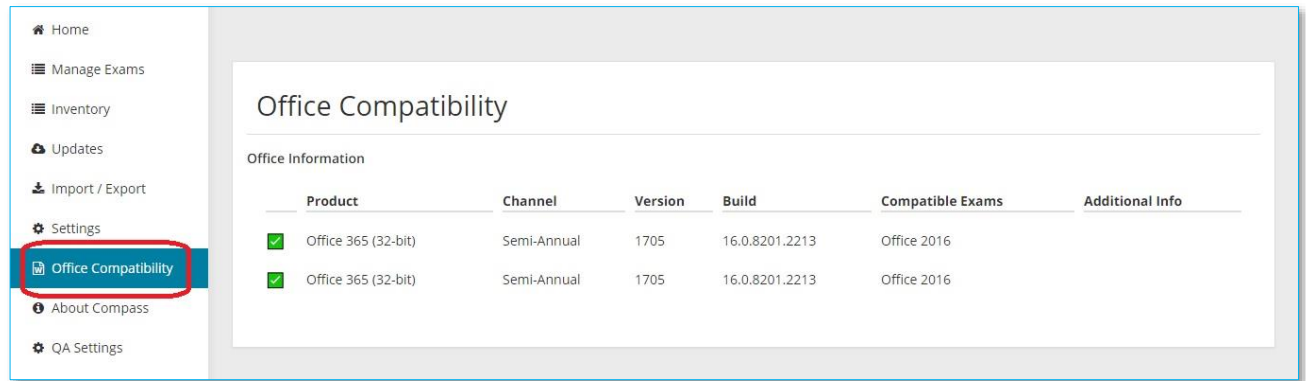 Home
Manage Exams
Inventory
Updates
Import / Export
Settings
Office Compatibility
About Compass
QA Settings
Office Compatibility
Office Information
Product Channel Version Build Compatible Exams Additional Info
Office 365 (32-bit) Semi-Annual 1705 16.0.8201.2213 Office 2016
Office 365 (32-bit) Semi-Annual 1705 16.0.8201.2213 Office 2016